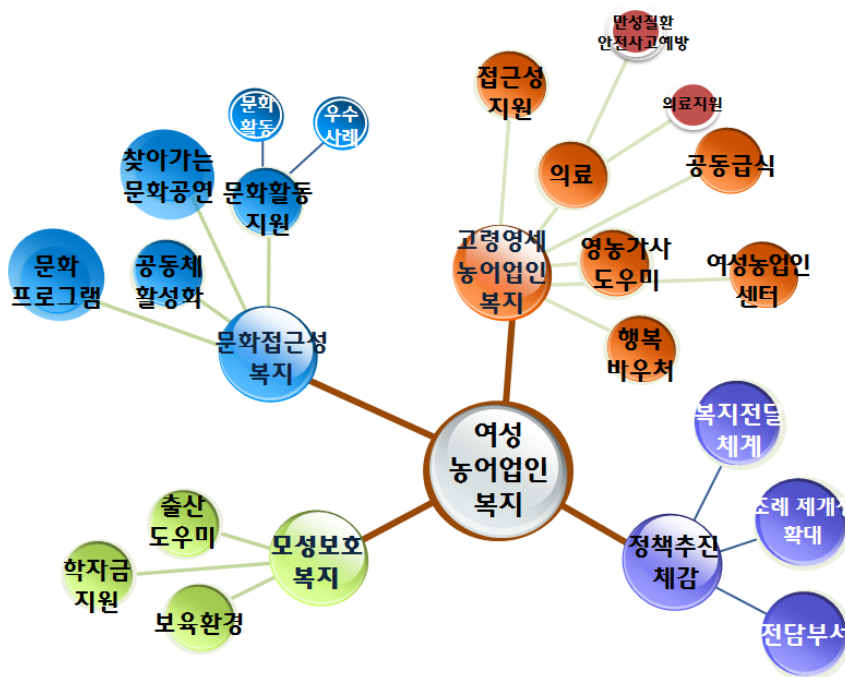 만성질환
안전사고예방
접근성
지원
의료지원
문화
활동
우수
사례
찾아가는
문화공연
문화활동
지원
의료
공동급식
고령영세
농어업인
복지
영농가사
도우미
여성농업인
센터
문화
프로그램
공동체
활성화
문화접근성
복지
행복
바우처
여성
농어업인
복지
복지전달
체계
조례 제개정
확대
정책추진
체감
전담부서
출산
도우미
모성보호
복지
학자금
지원
보육환경